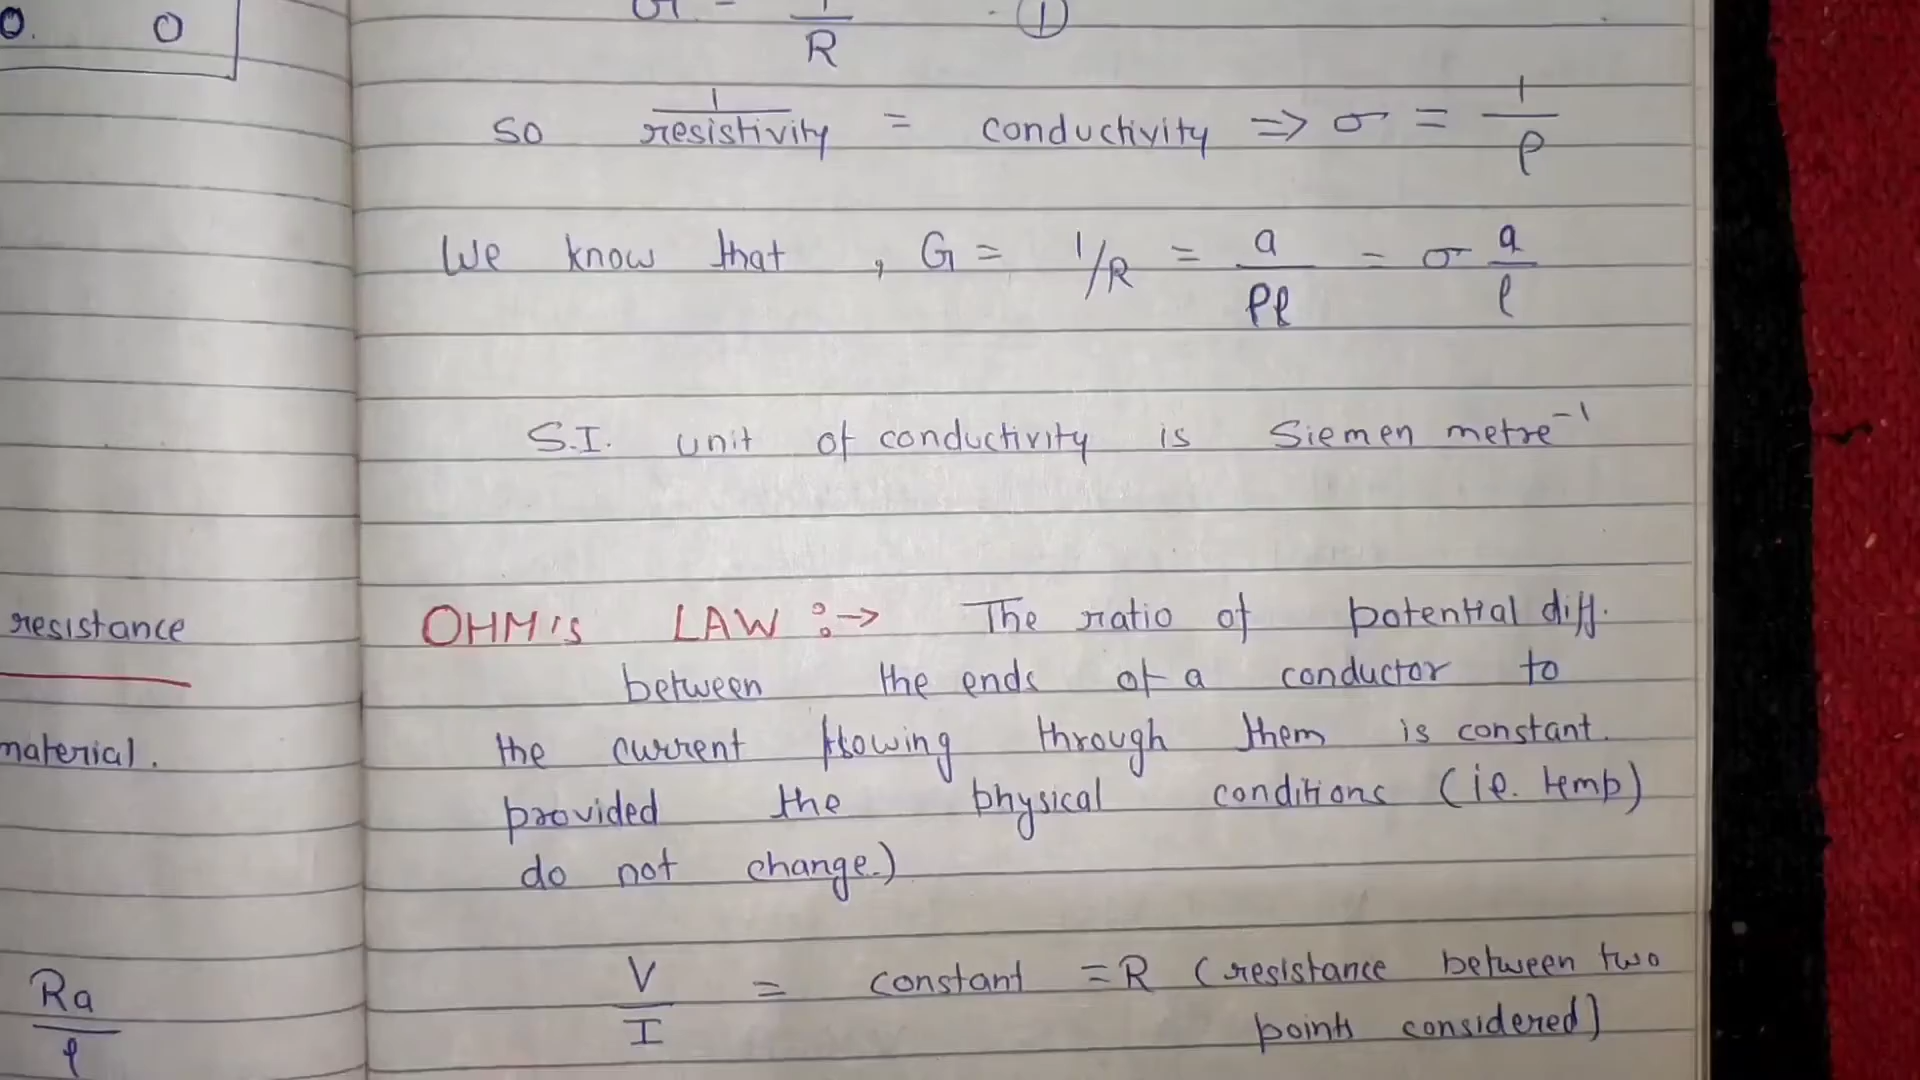 0. 0
resistance
material.
Ra
l
R ①
so 1/resistivity = conductivity ⇒ σ = 1/ρ
We know that , G = 1/R = a/ρl = σ a/l
S.I. unit of conductivity is Siemen metre⁻¹
OHM's LAW :→ The ratio of potential diff.
between the ends of a conductor to
the current flowing through them is constant.
provided the physical conditions (ie. temp)
do not change.)
V/I = constant = R (resistance between two
points considered)